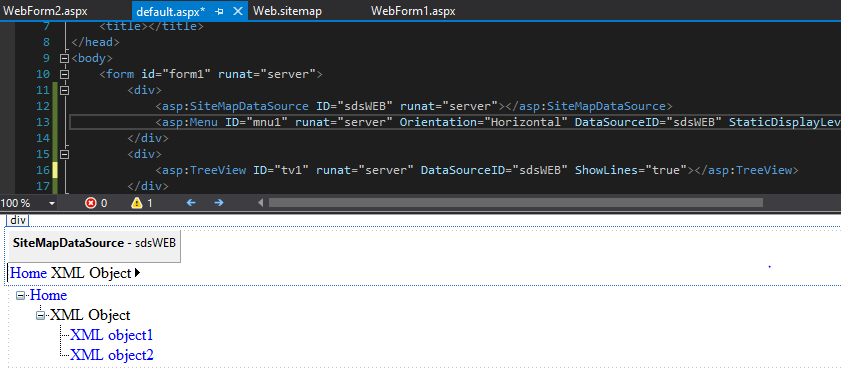 WebForm2.aspx default.aspx* Web.sitemap WebForm1.aspx
7 <title></title>
8 </head>
9 <body>
10 <form id="form1" runat="server">
11 <div>
12 <asp:SiteMapDataSource ID="sdsWEB" runat="server"></asp:SiteMapDataSource>
13 <asp:Menu ID="mnu1" runat="server" Orientation="Horizontal" DataSourceID="sdsWEB" StaticDisplayLev
14 </div>
15 <div>
16 <asp:TreeView ID="tv1" runat="server" DataSourceID="sdsWEB" ShowLines="true"></asp:TreeView>
17 </div>
100 % 0 1
div
SiteMapDataSource - sdsWEB
Home XML Object
Home
XML Object
XML object1
XML object2